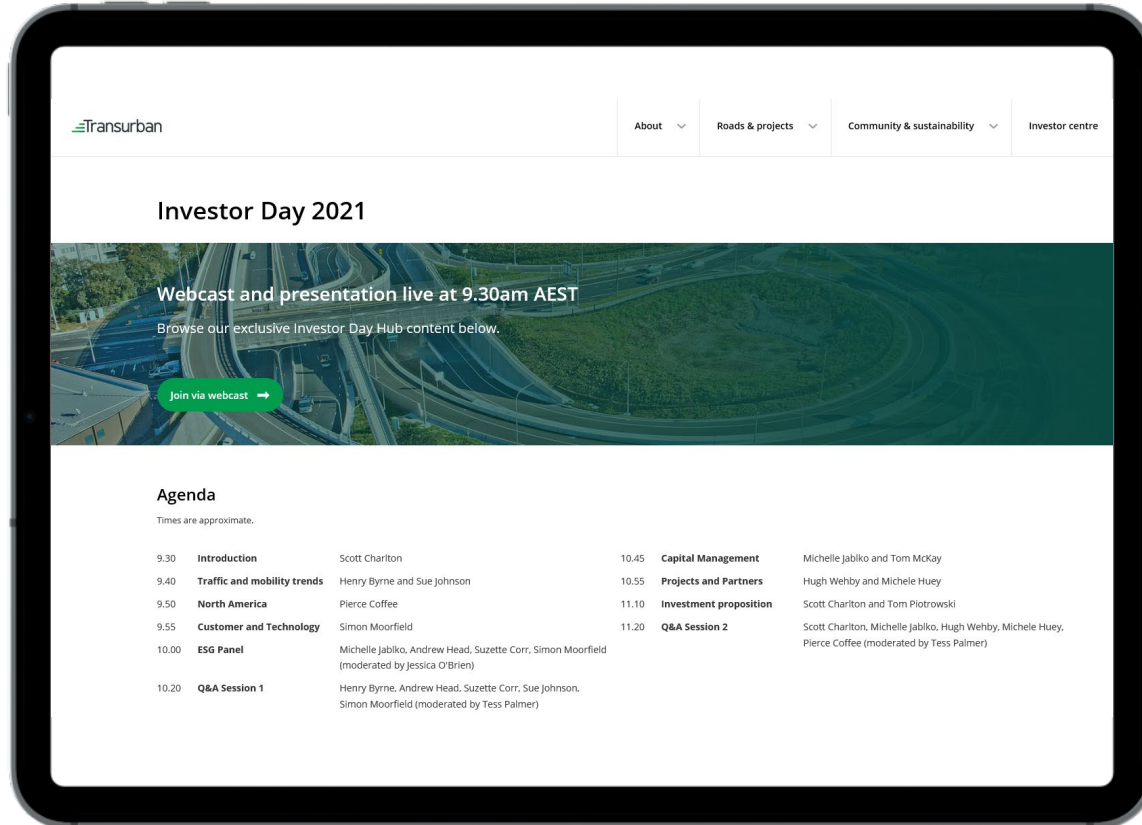 Transurban
About
Roads & projects
Community & sustainability
Investor centre
Investor Day 2021
Webcast and presentation live at 9.30am AEST
Browse our exclusive Investor Day Hub content below.
Join via webcast
Agenda
Times are approximate.
9.30 Introduction Scott Charlton
9.40 Traffic and mobility trends Henry Byrne and Sue Johnson
9.50 North America Pierce Coffee
9.55 Customer and Technology Simon Moorfield
10.00 ESG Panel Michelle Jablko, Andrew Head, Suzette Corr, Simon Moorfield
(moderated by Jessica O'Brien)
10.20 Q&A Session 1 Henry Byrne, Andrew Head, Suzette Corr, Sue Johnson,
Simon Moorfield (moderated by Tess Palmer)
10.45 Capital Management Michelle Jablko and Tom McKay
10.55 Projects and Partners Hugh Wehby and Michele Huey
11.10 Investment proposition Scott Charlton and Tom Piotrowski
11.20 Q&A Session 2 Scott Charlton, Michelle Jablko, Hugh Wehby, Michele Huey,
Pierce Coffee (moderated by Tess Palmer)